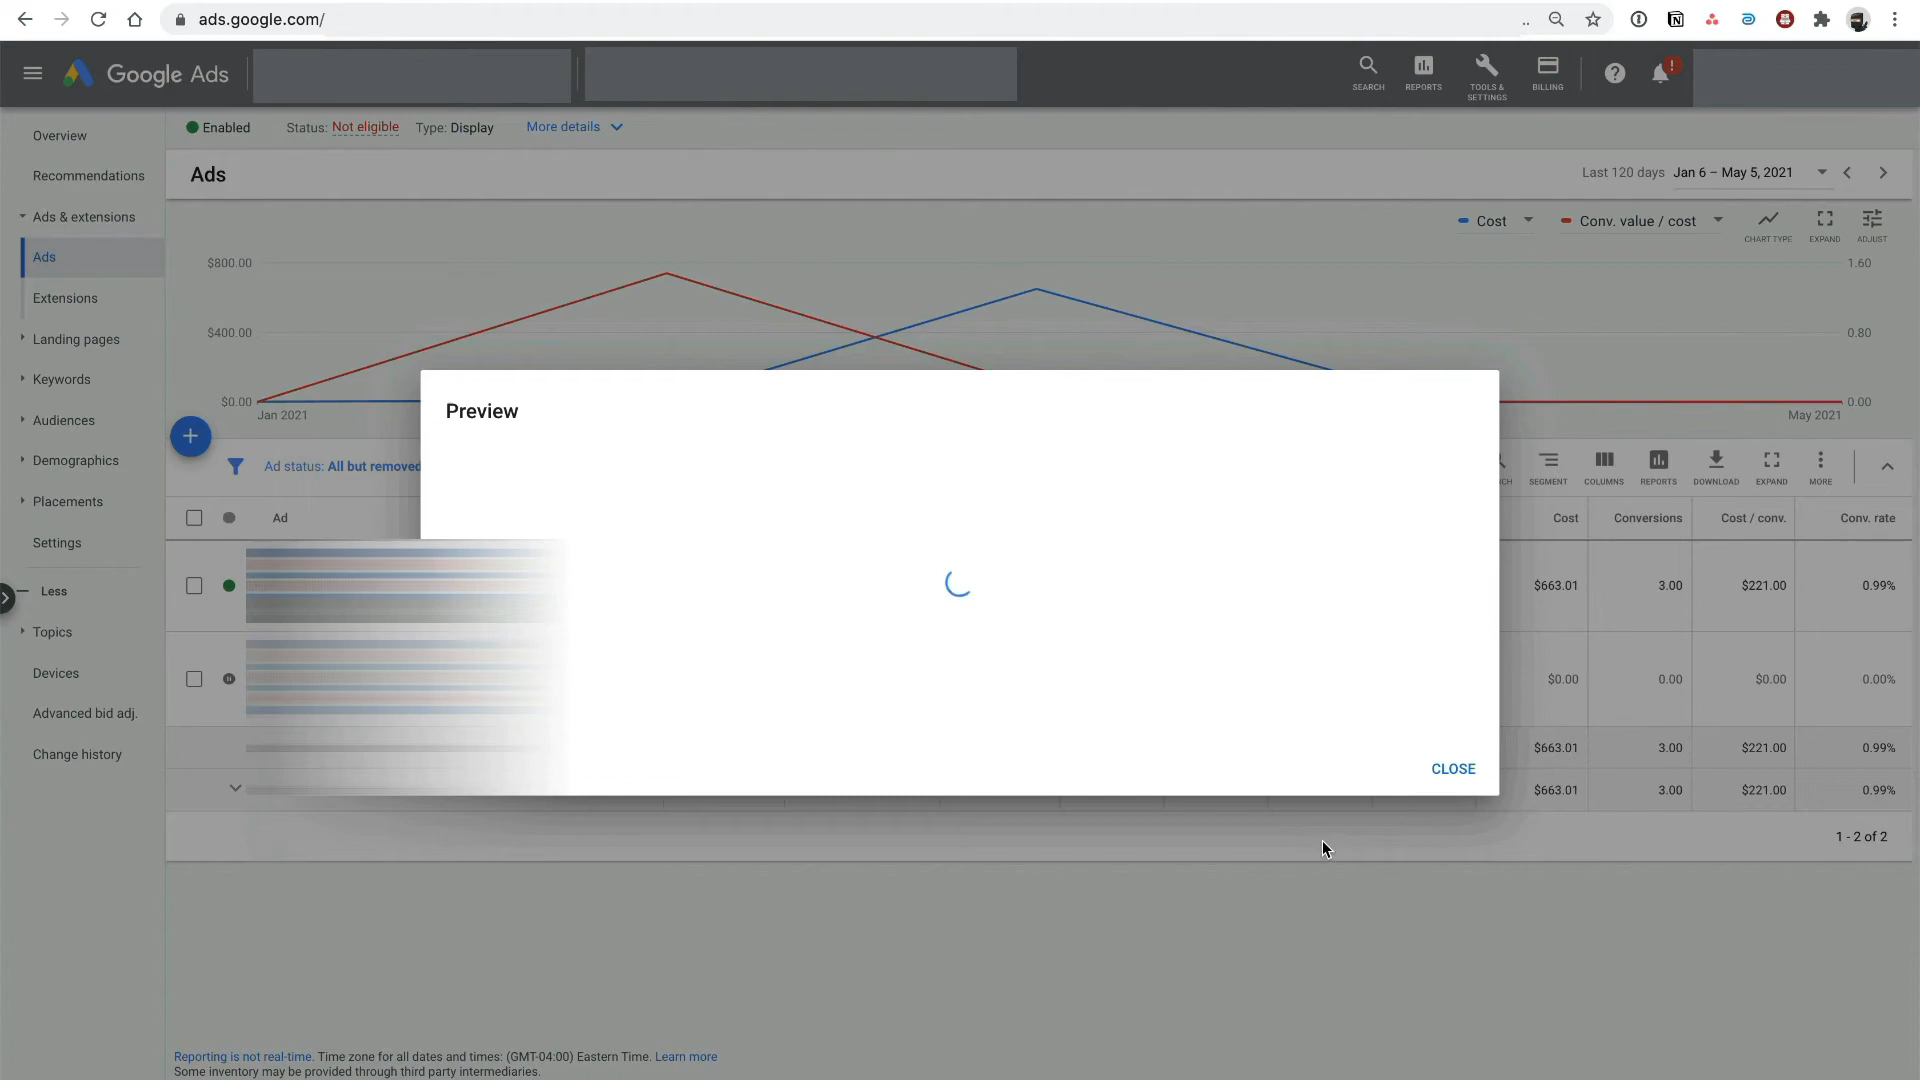 ads.google.com/
Google Ads
SEARCH
REPORTS
TOOLS & SETTINGS
BILLING
Enabled
Status: Not eligible
Type: Display
More details
Overview
Recommendations
Ads & extensions
Ads
Extensions
Landing pages
Keywords
Audiences
Demographics
Placements
Settings
Less
Topics
Devices
Advanced bid adj.
Change history
Ads
Last 120 days Jan 6 – May 5, 2021
Cost
Conv. value / cost
CHART TYPE
EXPAND
ADJUST
$800.00
1.60
$400.00
0.80
$0.00
0.00
Jan 2021
May 2021
Preview
Ad status: All but removed
SEGMENT
COLUMNS
REPORTS
DOWNLOAD
EXPAND
MORE
Ad
Cost
Conversions
Cost / conv.
Conv. rate
$663.01 3.00 $221.00 0.99%
$0.00 0.00 $0.00 0.00%
$663.01 3.00 $221.00 0.99%
CLOSE
$663.01 3.00 $221.00 0.99%
1 - 2 of 2
Reporting is not real-time. Time zone for all dates and times: (GMT-04:00) Eastern Time. Learn more
Some inventory may be provided through third party intermediaries.